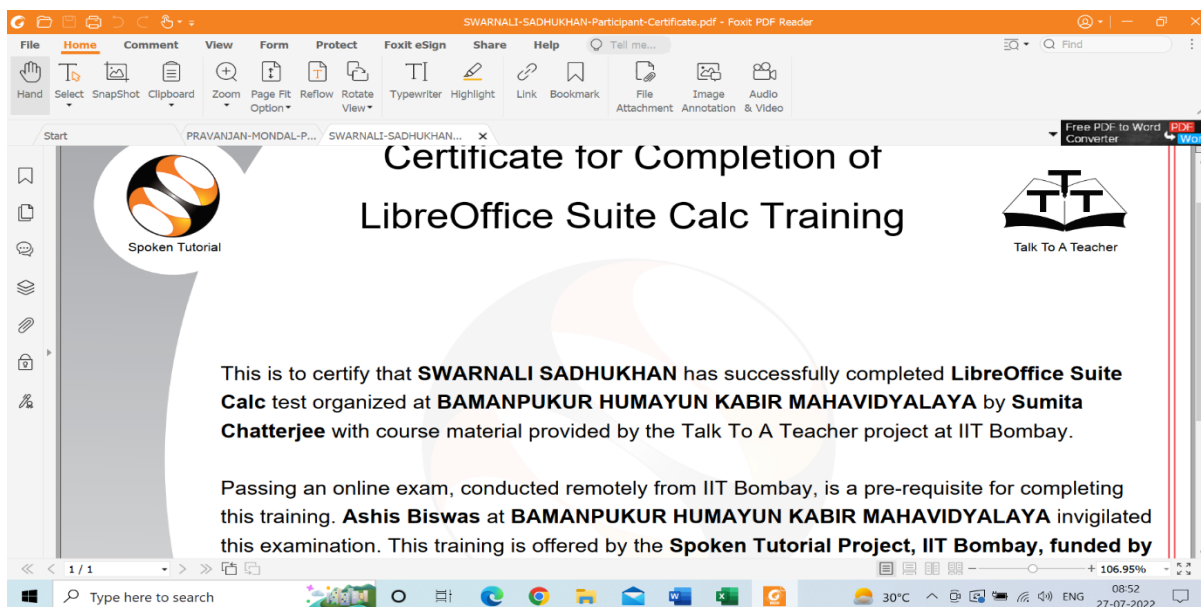 SWARNALI-SADHUKHAN-Participant-Certificate.pdf - Foxit PDF Reader
File Home Comment View Form Protect Foxit eSign Share Help Tell me... Find
Hand Select SnapShot Clipboard Zoom Page Fit Option Reflow Rotate View Typewriter Highlight Link Bookmark File Attachment Image Annotation Audio & Video
Start PRAVANJAN-MONDAL-P... SWARNALI-SADHUKHAN... Free PDF to Word Converter PDF
Certificate for Completion of
LibreOffice Suite Calc Training
Spoken Tutorial
TTT
Talk To A Teacher
This is to certify that SWARNALI SADHUKHAN has successfully completed LibreOffice Suite
Calc test organized at BAMANPUKUR HUMAYUN KABIR MAHAVIDYALAYA by Sumita
Chatterjee with course material provided by the Talk To A Teacher project at IIT Bombay.
Passing an online exam, conducted remotely from IIT Bombay, is a pre-requisite for completing
this training. Ashis Biswas at BAMANPUKUR HUMAYUN KABIR MAHAVIDYALAYA invigilated
this examination. This training is offered by the Spoken Tutorial Project, IIT Bombay, funded by
1 / 1 106.95%
Type here to search 30°C ENG 08:52
27-07-2022